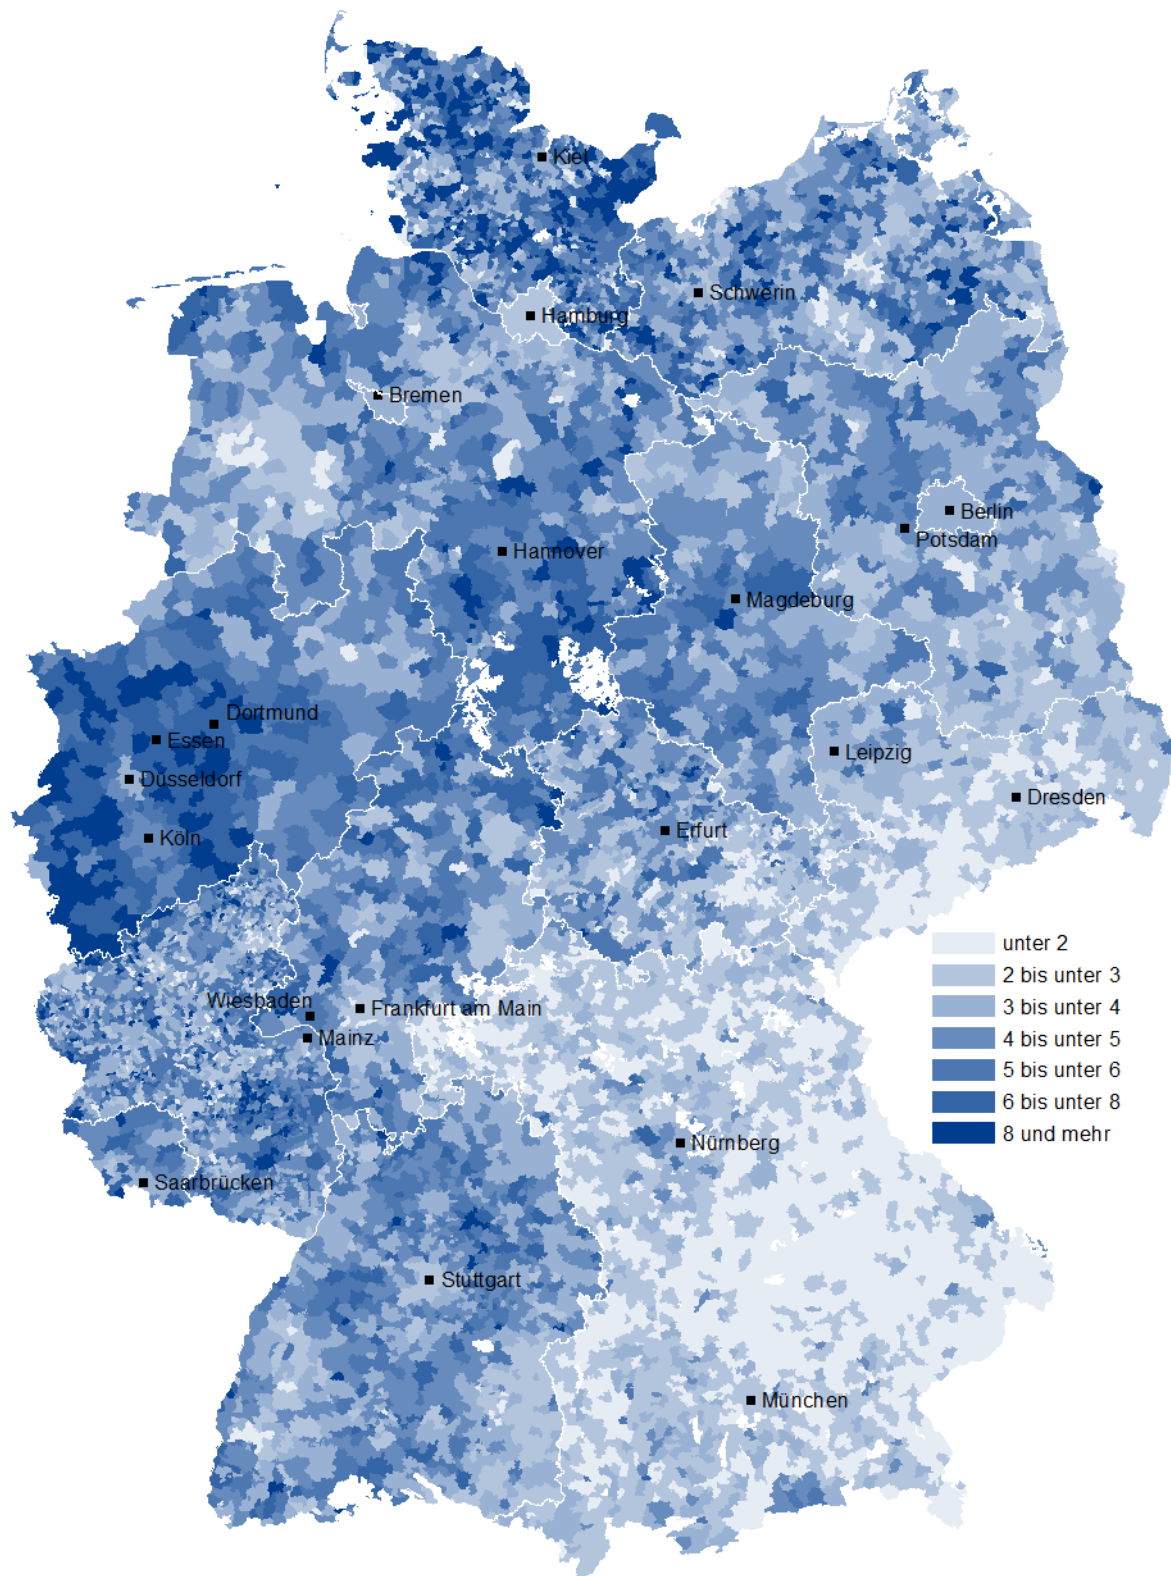 Kiel
Schwerin
Hamburg
Bremen
Berlin
Potsdam
Hannover
Magdeburg
Dortmund
Essen
Düsseldorf
Leipzig
Dresden
Köln
Erfurt
unter 2
2 bis unter 3
3 bis unter 4
4 bis unter 5
5 bis unter 6
6 bis unter 8
8 und mehr
Wiesbaden
Frankfurt am Main
Mainz
Nürnberg
Saarbrücken
Stuttgart
München